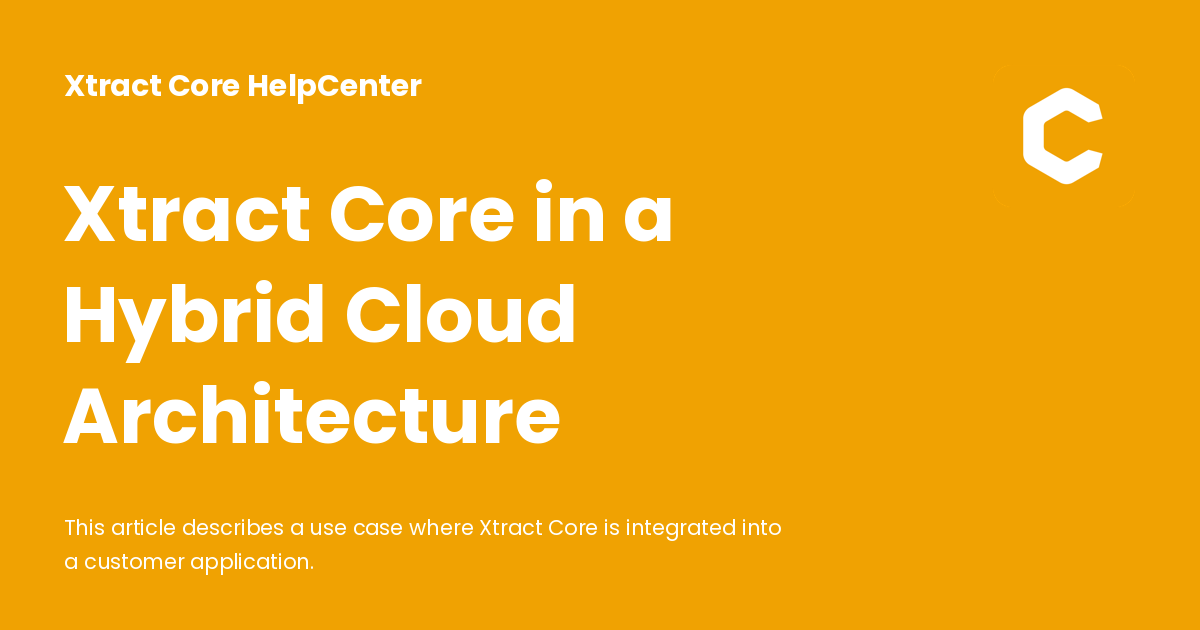 Xtract Core HelpCenter
Xtract Core in a
Hybrid Cloud
Architecture
This article describes a use case where Xtract Core is integrated into
a customer application.